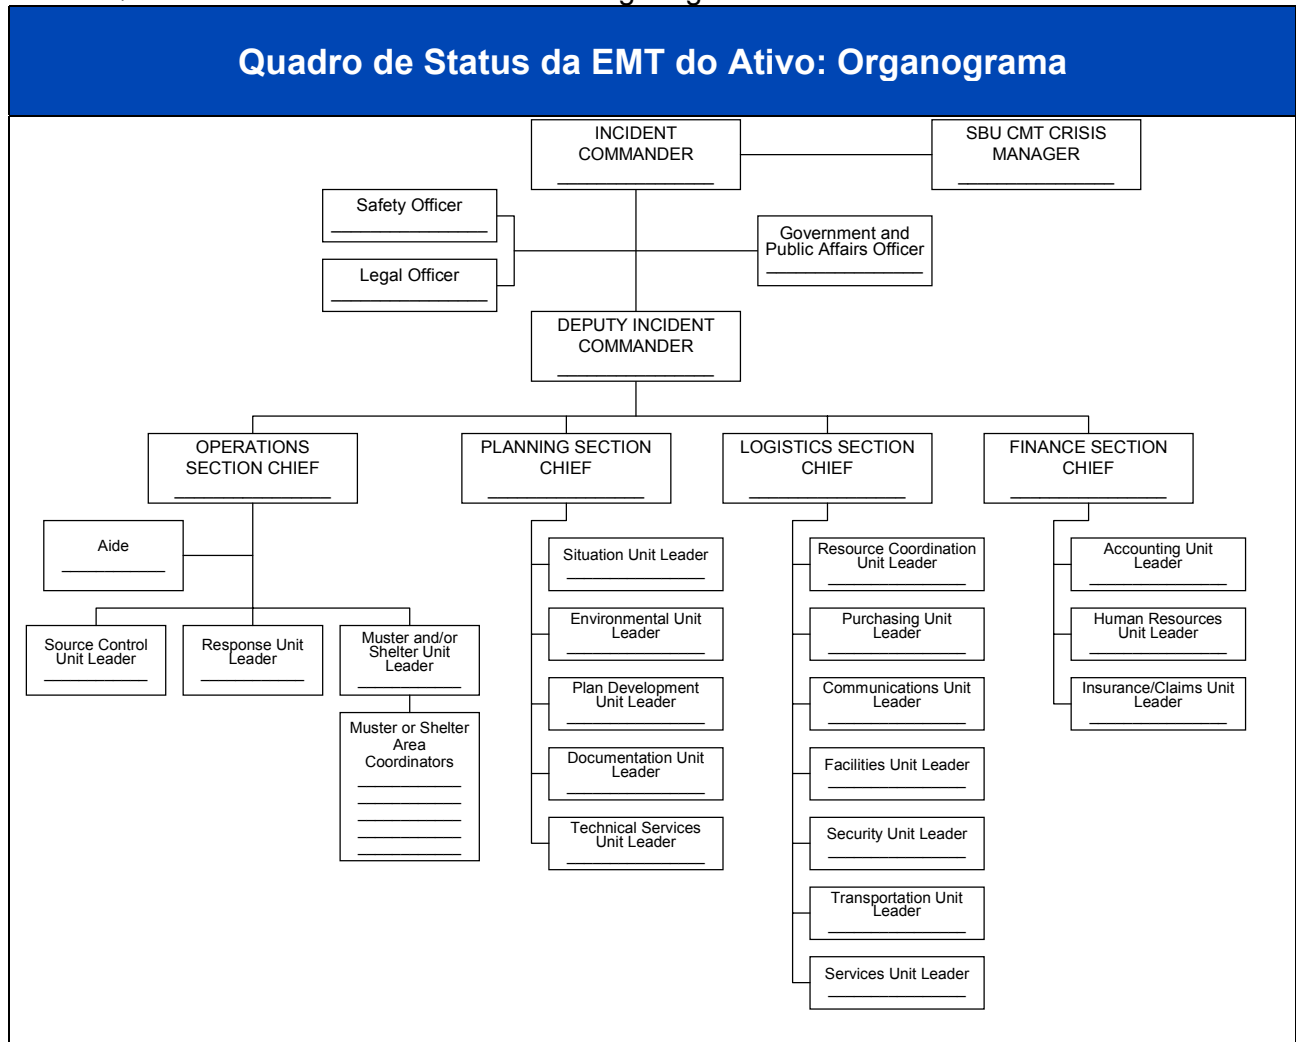 Quadro de Status da EMT do Ativo: Organograma
INCIDENT
COMMANDER
SBU CMT CRISIS
MANAGER
Safety Officer
Legal Officer
Government and
Public Affairs Officer
DEPUTY INCIDENT
COMMANDER
OPERATIONS
SECTION CHIEF
PLANNING SECTION
CHIEF
LOGISTICS SECTION
CHIEF
FINANCE SECTION
CHIEF
Aide
Source Control
Unit Leader
Response Unit
Leader
Muster and/or
Shelter Unit
Leader
Muster or Shelter
Area
Coordinators
Situation Unit Leader
Environmental Unit
Leader
Plan Development
Unit Leader
Documentation Unit
Leader
Technical Services
Unit Leader
Resource Coordination
Unit Leader
Purchasing Unit
Leader
Communications Unit
Leader
Facilities Unit Leader
Security Unit Leader
Transportation Unit
Leader
Services Unit Leader
Accounting Unit
Leader
Human Resources
Unit Leader
Insurance/Claims Unit
Leader